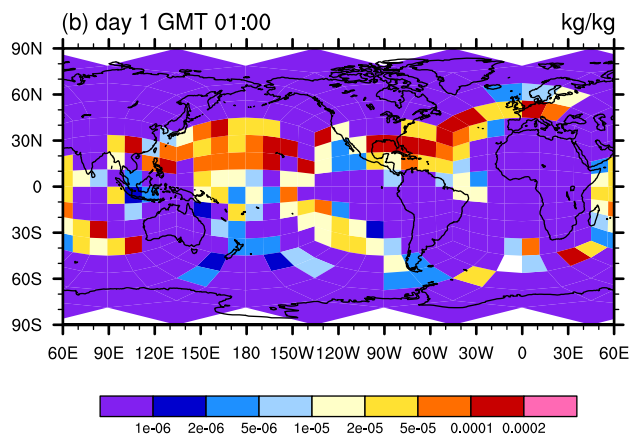 (b) day 1 GMT 01:00 kg/kg
90N
60N
30N
0
30S
60S
90S
60E 90E 120E 150E 180 150W 120W 90W 60W 30W 0 30E 60E
1e-06 2e-06 5e-06 1e-05 2e-05 5e-05 0.0001 0.0002